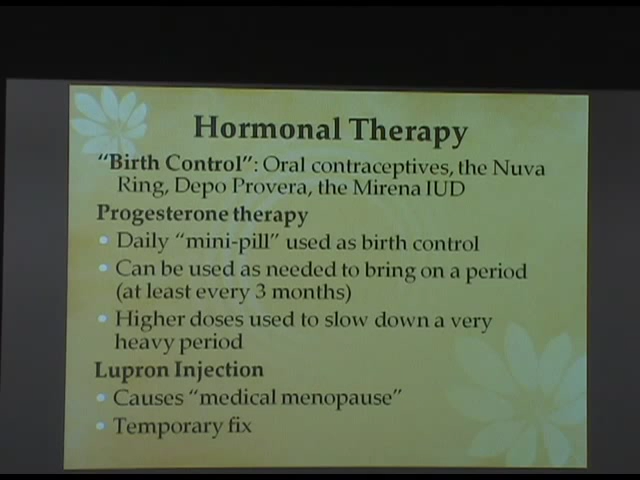 Hormonal Therapy
"Birth Control": Oral contraceptives, the Nuva
Ring, Depo Provera, the Mirena IUD
Progesterone therapy
• Daily "mini-pill" used as birth control
• Can be used as needed to bring on a period
(at least every 3 months)
• Higher doses used to slow down a very
heavy period
Lupron Injection
• Causes "medical menopause"
• Temporary fix